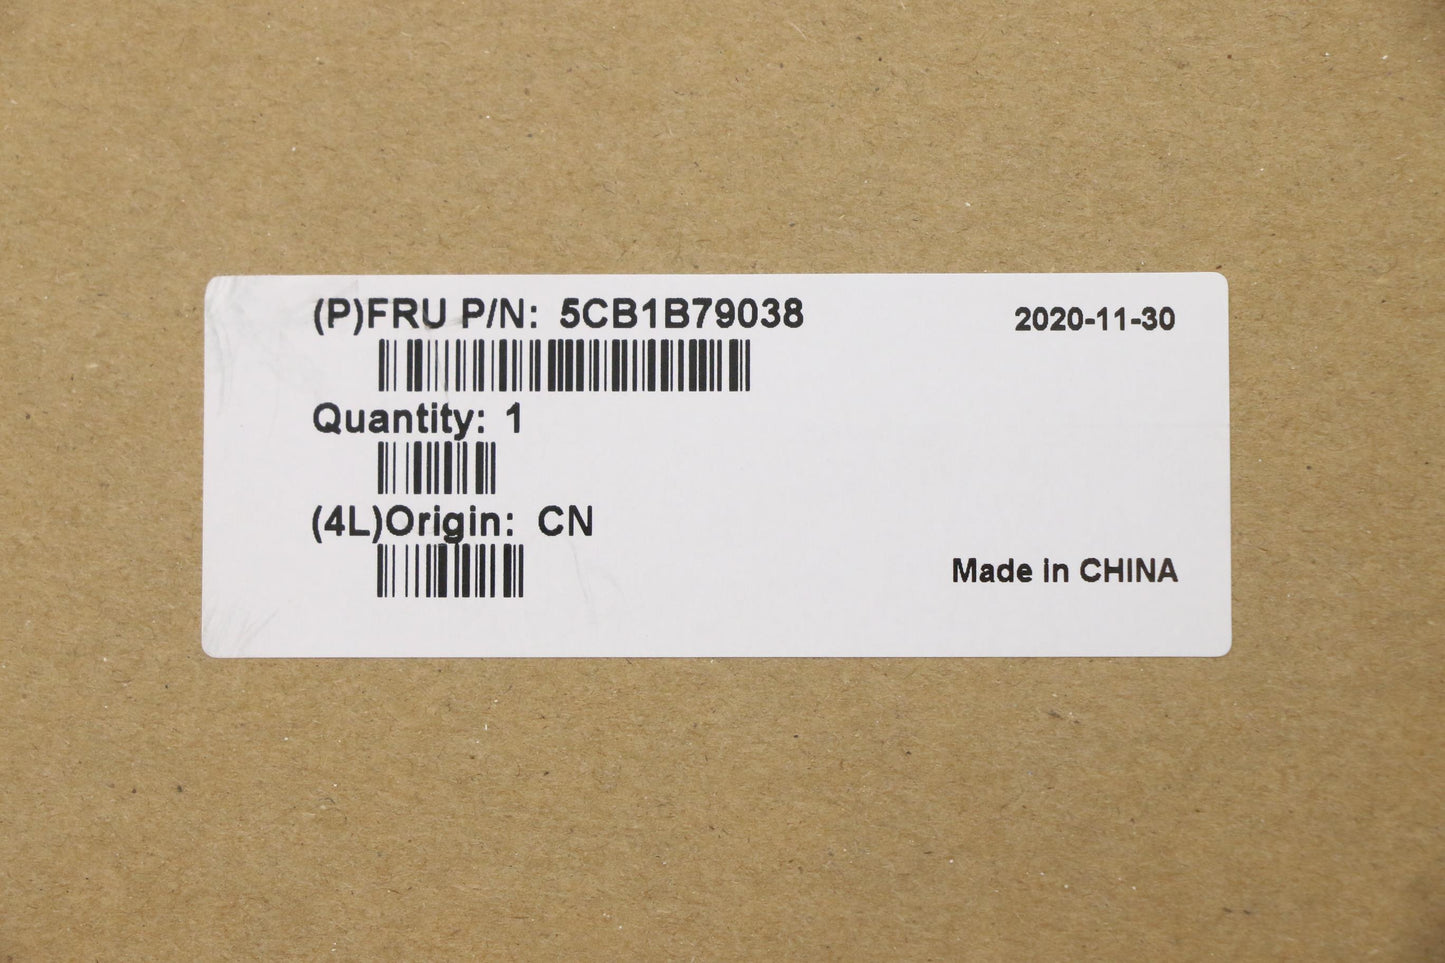 (P)FRU P/N: 5CB1B79038
2020-11-30
Quantity: 1
(4L)Origin: CN
Made in CHINA